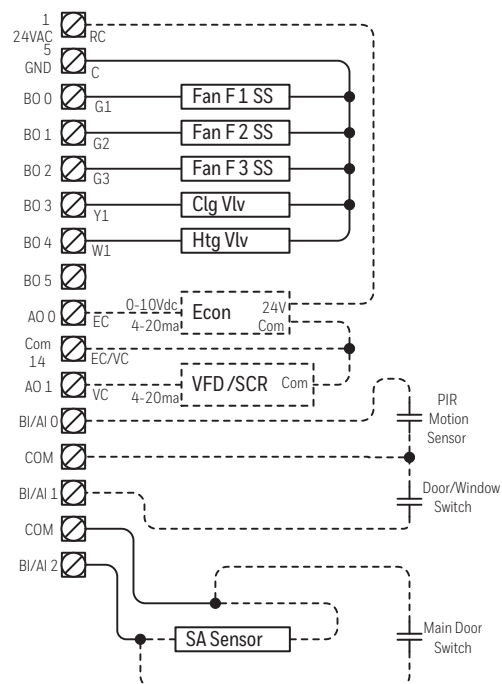 1
24VAC
RC
5
GND
C
BO 0
G1
Fan F 1 SS
BO 1
G2
Fan F 2 SS
BO 2
G3
Fan F 3 SS
BO 3
Y1
Clg Vlv
BO 4
W1
Htg Vlv
BO 5
AO 0
EC
0-10Vdc
4-20ma
Econ
24V
Com
Com
14
EC/VC
AO 1
VC
4-20ma
VFD /SCR
Com
BI/AI 0
PIR
Motion
Sensor
COM
BI/AI 1
Door/Window
Switch
COM
BI/AI 2
SA Sensor
Main Door
Switch